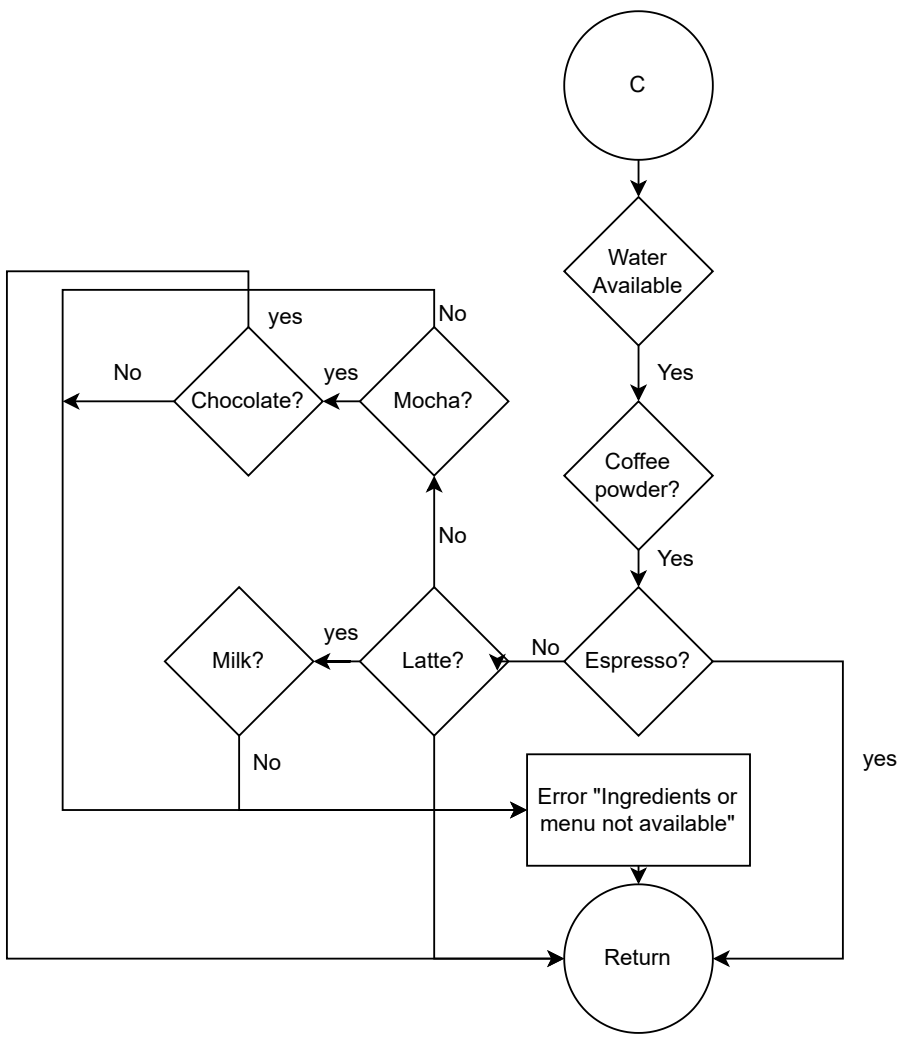 C
Water
Available
Yes
Coffee
powder?
Yes
Espresso?
No
yes
Latte?
yes
Milk?
No
No
Mocha?
No
yes
Chocolate?
yes
No
Error "Ingredients or
menu not available"
Return